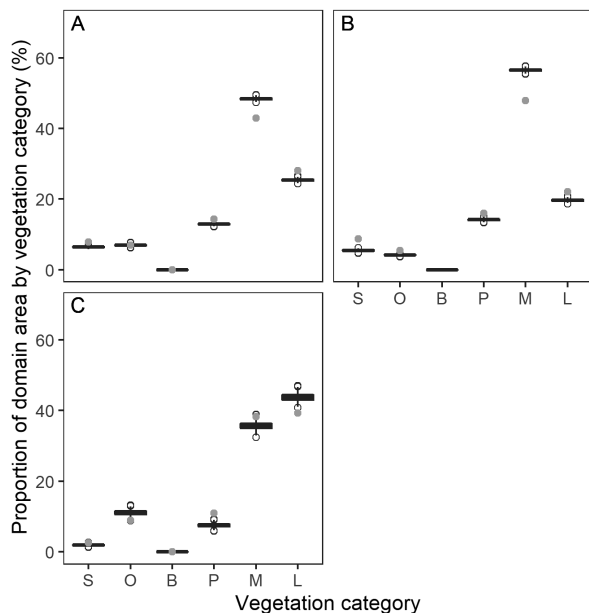 Proportion of domain area by vegetation category (%)
A
60
40
20
0
B
S O B P M L
C
60
40
20
0
S O B P M L
Vegetation category